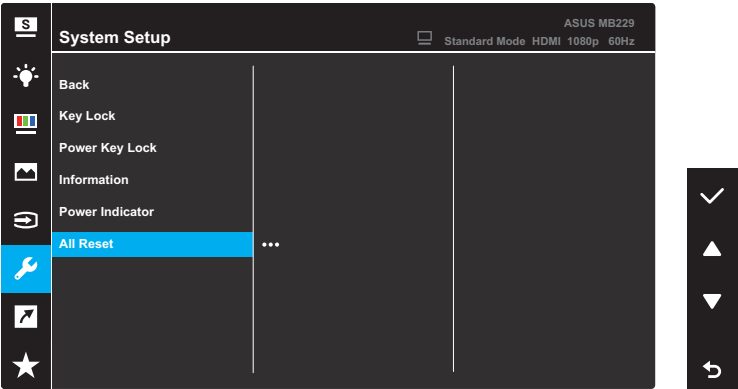 S
ASUS MB229
System Setup
Standard Mode HDMI 1080p 60Hz
Back
Key Lock
Power Key Lock
Information
Power Indicator
All Reset